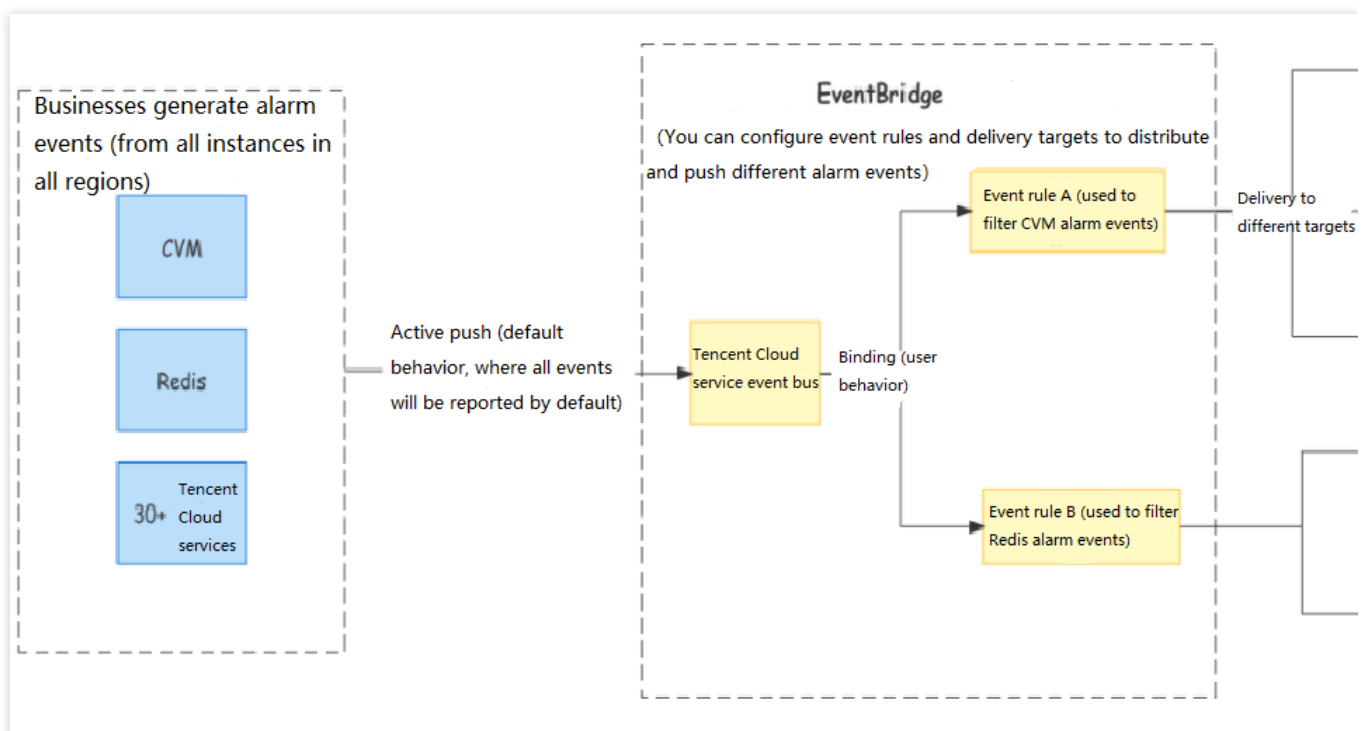 Businesses generate alarm
events (from all instances in
all regions)
CVM
Redis
30+
Tencent
Cloud
services
Active push (default
behavior, where all events
will be reported by default)
EventBridge
(You can configure event rules and delivery targets to distribute
and push different alarm events)
Tencent Cloud
service event bus
Binding (user
behavior)
Event rule A (used to
filter CVM alarm events)
Event rule B (used to filter
Redis alarm events)
Delivery to
different targets